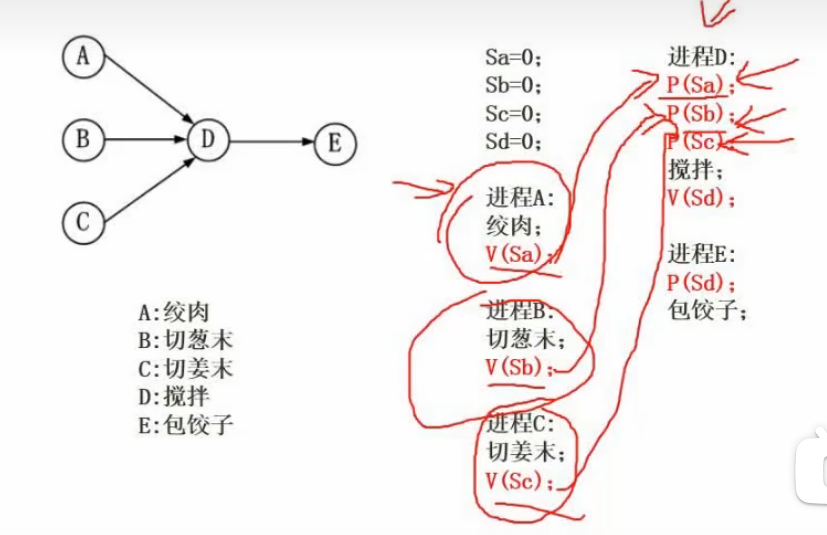 A
B
C
D
E
A:绞肉
B:切葱末
C:切姜末
D:搅拌
E:包饺子
Sa=0;
Sb=0;
Sc=0;
Sd=0;
进程A:
绞肉;
V(Sa);
进程B:
切葱末;
V(Sb);
进程C:
切姜末;
V(Sc);
进程D:
P(Sa);
P(Sb);
P(Sc)
搅拌;
V(Sd);
进程E:
P(Sd);
包饺子;